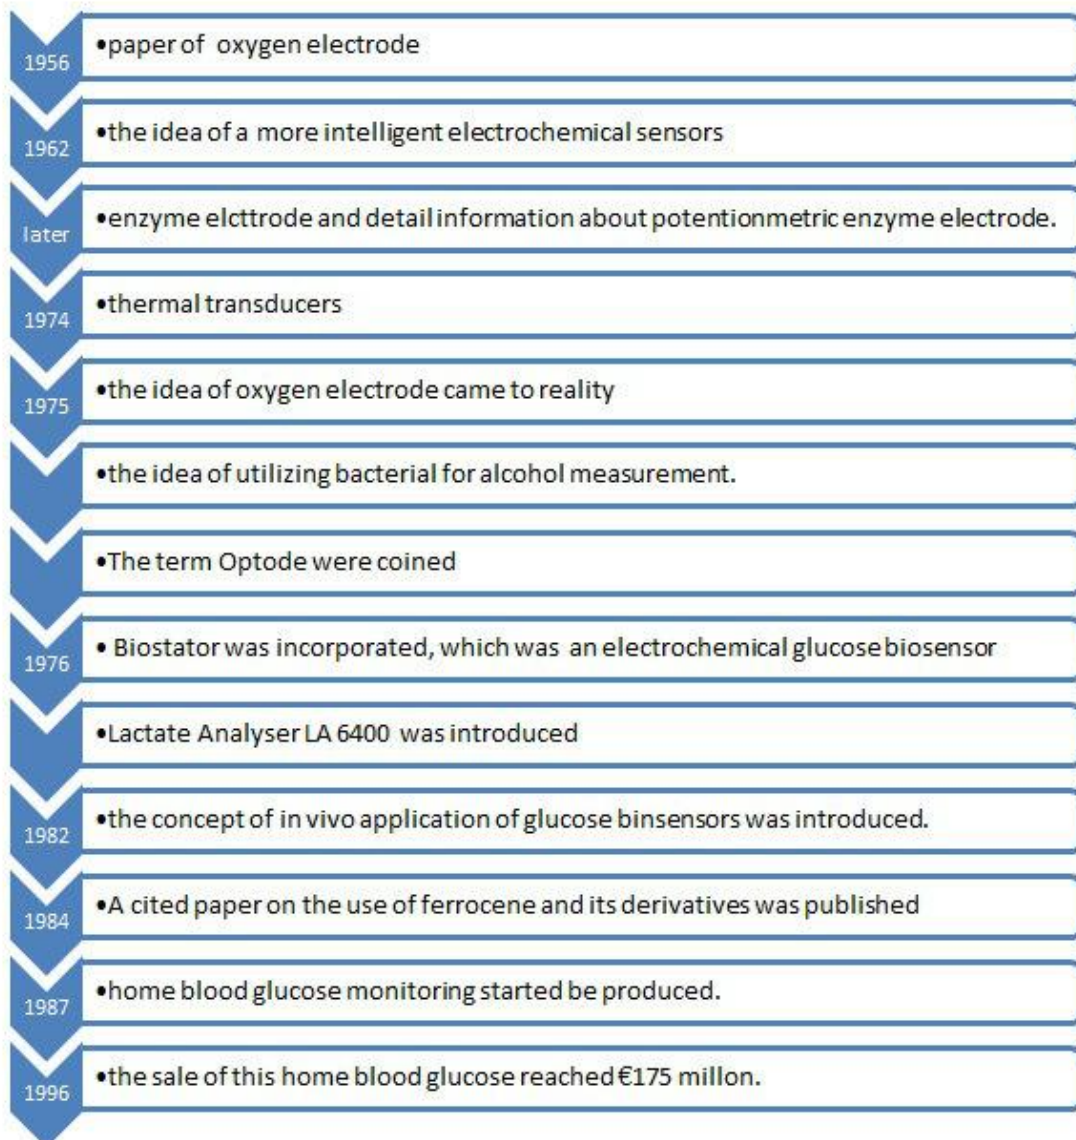 1956
•paper of oxygen electrode
1962
•the idea of a more intelligent electrochemical sensors
later
•enzyme elcttrode and detail information about potentionmetric enzyme electrode.
1974
•thermal transducers
1975
•the idea of oxygen electrode came to reality
•the idea of utilizing bacterial for alcohol measurement.
•The term Optode were coined
1976
• Biostator was incorporated, which was an electrochemical glucose biosensor
•Lactate Analyser LA 6400 was introduced
1982
•the concept of in vivo application of glucose binsensors was introduced.
1984
•A cited paper on the use of ferrocene and its derivatives was published
1987
•home blood glucose monitoring started be produced.
1996
•the sale of this home blood glucose reached €175 millon.